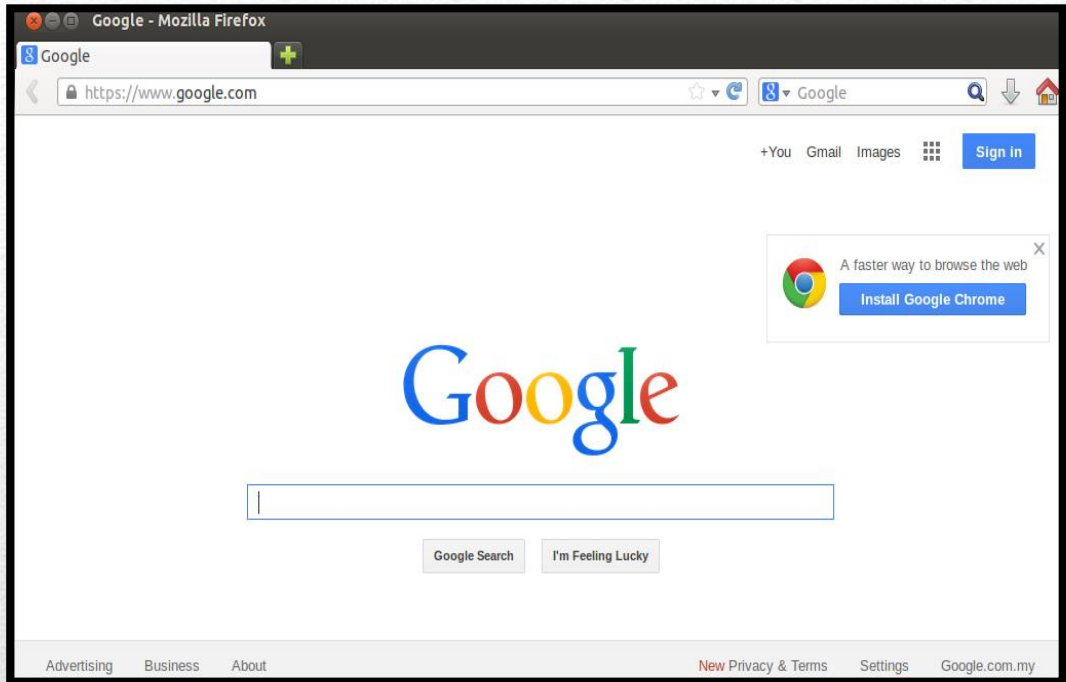 Google - Mozilla Firefox
Google
https://www.google.com Google
+You Gmail Images Sign in
A faster way to browse the web
Install Google Chrome
Google
Google Search I'm Feeling Lucky
Advertising Business About New Privacy & Terms Settings Google.com.my